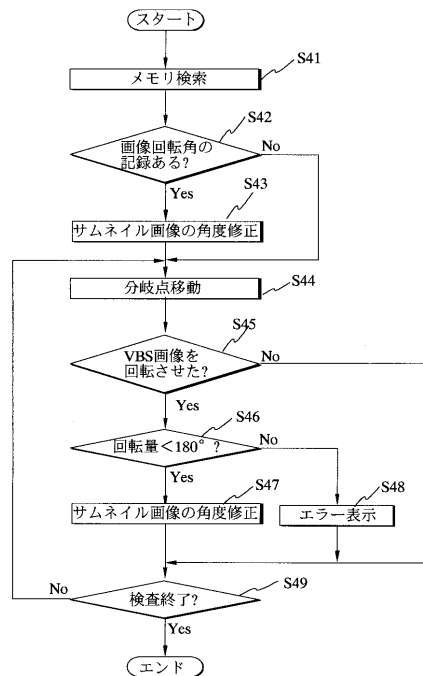 スタート
S41
メモリ検索
S42
画像回転角の
記録ある?
No
Yes
S43
サムネイル画像の角度修正
S44
分岐点移動
S45
VBS画像を
回転させた?
No
Yes
S46
回転量<180°?
No
Yes
S47
サムネイル画像の角度修正
S48
エラー表示
S49
No
検査終了?
Yes
エンド